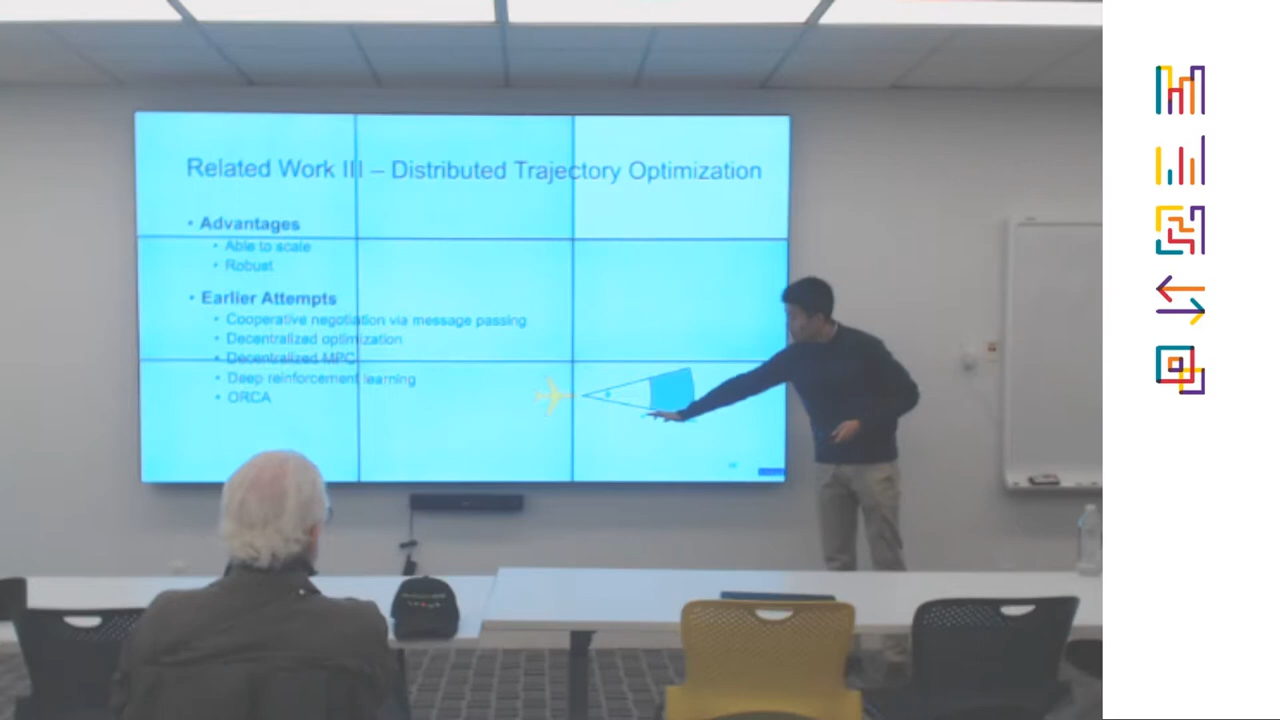 Related Work III – Distributed Trajectory Optimization
• Advantages
• Able to scale
• Robust
• Earlier Attempts
• Cooperative negotiation via message passing
• Decentralized optimization
• Decentralized MPC
• Deep reinforcement learning
• ORCA